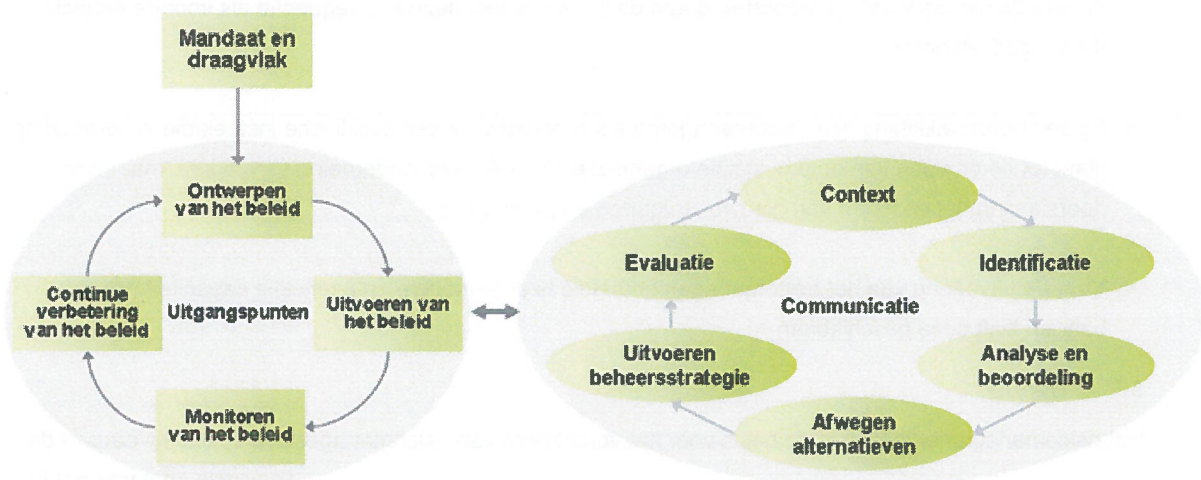 Mandaat en
draagvlak
Ontwerpen
van het beleid
Continue
verbetering
van het beleid
Uitgangspunten
Uitvoeren van
het beleid
Monitoren
van het beleid
Context
Evaluatie
Identificatie
Communicatie
Uitvoeren
beheersstrategie
Analyse en
beoordeling
Afwegen
alternatieven